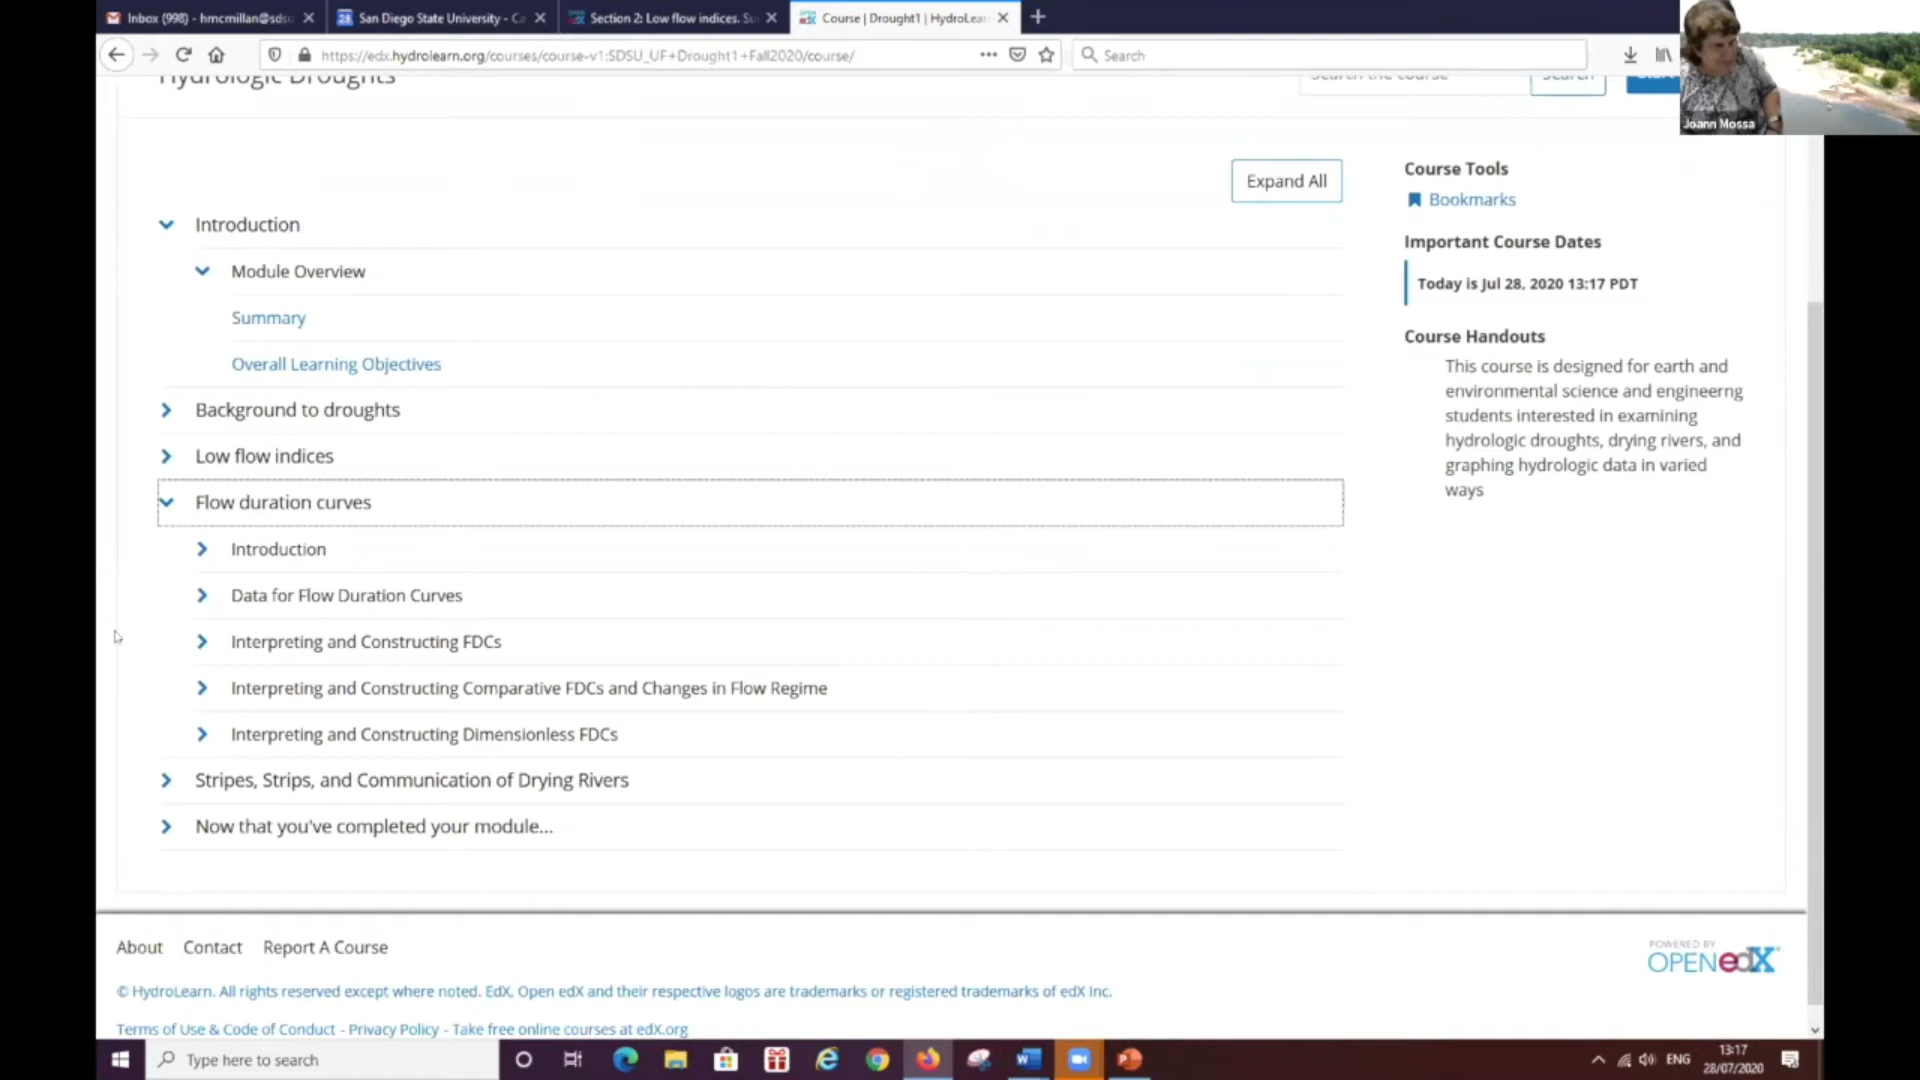 Inbox (998) - hmcmillan@sdsu
San Diego State University - Ca
Section 2: Low flow indices. Su
Course | Drought1 | HydroLearn
https://edx.hydrolearn.org/courses/course-v1:SDSU_UF+Drought1+Fall2020/course/
Search
Joann Mossa
Hydrologic Droughts
Search the course
Search
Expand All
Introduction
Module Overview
Summary
Overall Learning Objectives
Background to droughts
Low flow indices
Flow duration curves
Introduction
Data for Flow Duration Curves
Interpreting and Constructing FDCs
Interpreting and Constructing Comparative FDCs and Changes in Flow Regime
Interpreting and Constructing Dimensionless FDCs
Stripes, Strips, and Communication of Drying Rivers
Now that you've completed your module...
Course Tools
Bookmarks
Important Course Dates
Today is Jul 28, 2020 13:17 PDT
Course Handouts
This course is designed for earth and
environmental science and engineerng
students interested in examining
hydrologic droughts, drying rivers, and
graphing hydrologic data in varied
ways
About Contact Report A Course
POWERED BY
OPEN edX
© HydroLearn. All rights reserved except where noted. EdX, Open edX and their respective logos are trademarks or registered trademarks of edX Inc.
Terms of Use & Code of Conduct - Privacy Policy - Take free online courses at edX.org
Type here to search
ENG
13:17
28/07/2020